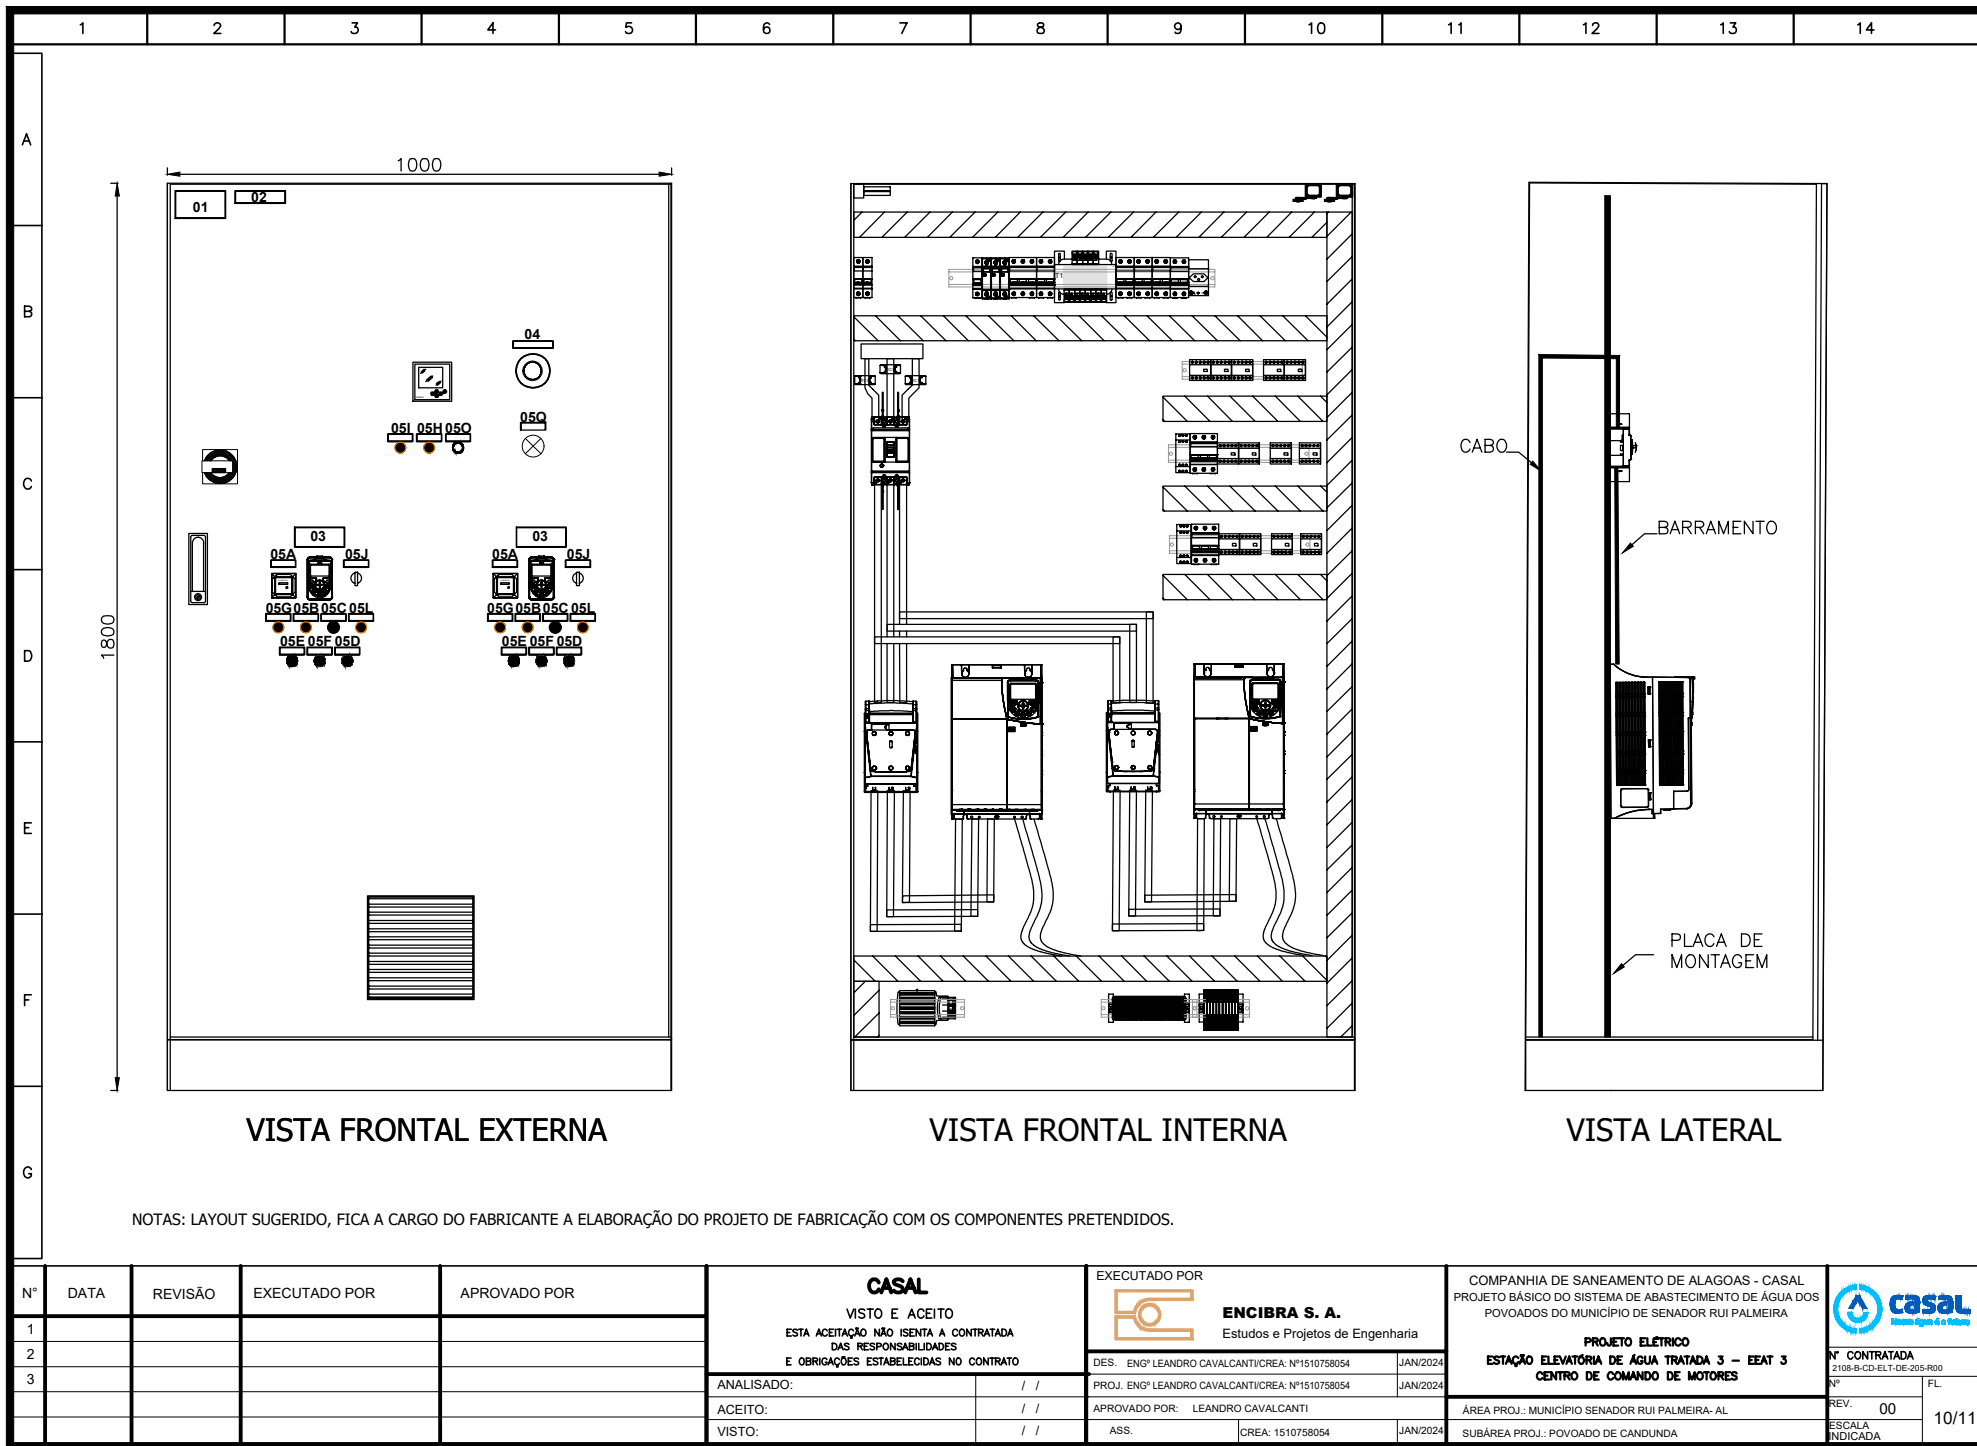 1 2 3 4 5 6 7 8 9 10 11 12 13 14
A
B
C
D
E
F
G
1000
1800
01
02
04
05I 05H 05O
05Q
03
03
05A
05J
05A
05J
05G 05B 05C 05L
05G 05B 05C 05L
05E 05F 05D
05E 05F 05D
T1
CABO
BARRAMENTO
PLACA DE
MONTAGEM
VISTA FRONTAL EXTERNA
VISTA FRONTAL INTERNA
VISTA LATERAL
NOTAS: LAYOUT SUGERIDO, FICA A CARGO DO FABRICANTE A ELABORAÇÃO DO PROJETO DE FABRICAÇÃO COM OS COMPONENTES PRETENDIDOS.
N° DATA REVISÃO EXECUTADO POR APROVADO POR
1
2
3
CASAL
VISTO E ACEITO
ESTA ACEITAÇÃO NÃO ISENTA A CONTRATADA
DAS RESPONSABILIDADES
E OBRIGAÇÕES ESTABELECIDAS NO CONTRATO
ANALISADO: / /
ACEITO: / /
VISTO: / /
EXECUTADO POR
ENCIBRA S. A.
Estudos e Projetos de Engenharia
DES. ENGº LEANDRO CAVALCANTI/CREA: Nº1510758054 JAN/2024
PROJ. ENGº LEANDRO CAVALCANTI/CREA: Nº1510758054 JAN/2024
APROVADO POR: LEANDRO CAVALCANTI
ASS. CREA: 1510758054 JAN/2024
COMPANHIA DE SANEAMENTO DE ALAGOAS - CASAL
PROJETO BÁSICO DO SISTEMA DE ABASTECIMENTO DE ÁGUA DOS
POVOADOS DO MUNICÍPIO DE SENADOR RUI PALMEIRA
PROJETO ELÉTRICO
ESTAÇÃO ELEVATÓRIA DE ÁGUA TRATADA 3 - EEAT 3
CENTRO DE COMANDO DE MOTORES
ÁREA PROJ.: MUNICÍPIO SENADOR RUI PALMEIRA- AL
SUBÁREA PROJ.: POVOADO DE CANDUNDA
casal
Nossa água é o futuro
N° CONTRATADA
2108-B-CD-ELT-DE-205-R00
Nº
FL.
REV. 00
10/11
ESCALA
INDICADA